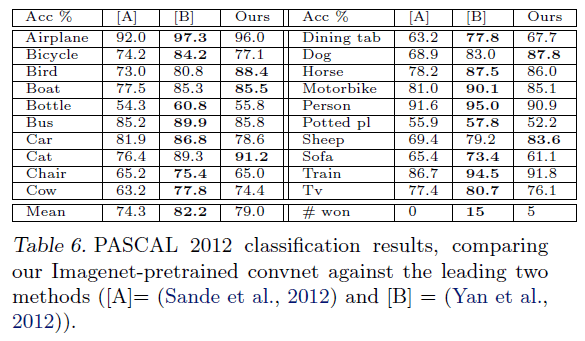 Acc % [A] [B] Ours Acc % [A] [B] Ours
Airplane 92.0 97.3 96.0 Dining tab 63.2 77.8 67.7
Bicycle 74.2 84.2 77.1 Dog 68.9 83.0 87.8
Bird 73.0 80.8 88.4 Horse 78.2 87.5 86.0
Boat 77.5 85.3 85.5 Motorbike 81.0 90.1 85.1
Bottle 54.3 60.8 55.8 Person 91.6 95.0 90.9
Bus 85.2 89.9 85.8 Potted pl 55.9 57.8 52.2
Car 81.9 86.8 78.6 Sheep 69.4 79.2 83.6
Cat 76.4 89.3 91.2 Sofa 65.4 73.4 61.1
Chair 65.2 75.4 65.0 Train 86.7 94.5 91.8
Cow 63.2 77.8 74.4 Tv 77.4 80.7 76.1
Mean 74.3 82.2 79.0 # won 0 15 5
Table 6. PASCAL 2012 classification results, comparing
our Imagenet-pretrained convnet against the leading two
methods ([A]= (Sande et al., 2012) and [B] = (Yan et al.,
2012)).